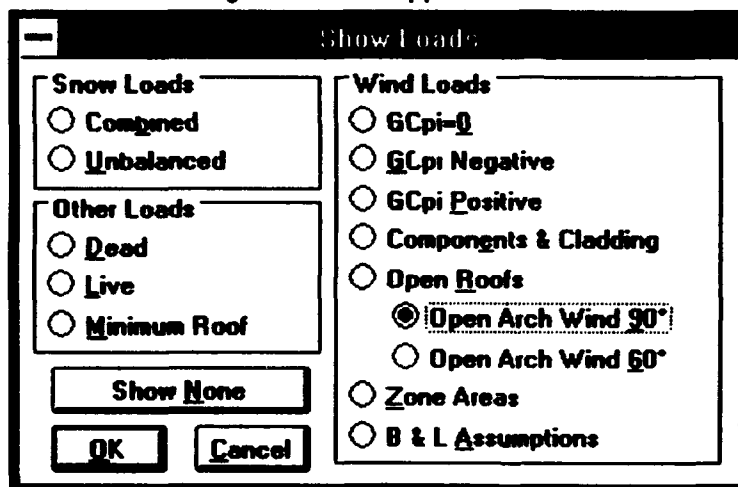 Show Loads
Snow Loads
Combined
Unbalanced
Other Loads
Dead
Live
Minimum Roof
Show None
OK
Cancel
Wind Loads
GCpi=0
GCpi Negative
GCpi Positive
Components & Cladding
Open Roofs
Open Arch Wind 90°
Open Arch Wind 60°
Zone Areas
B & L Assumptions